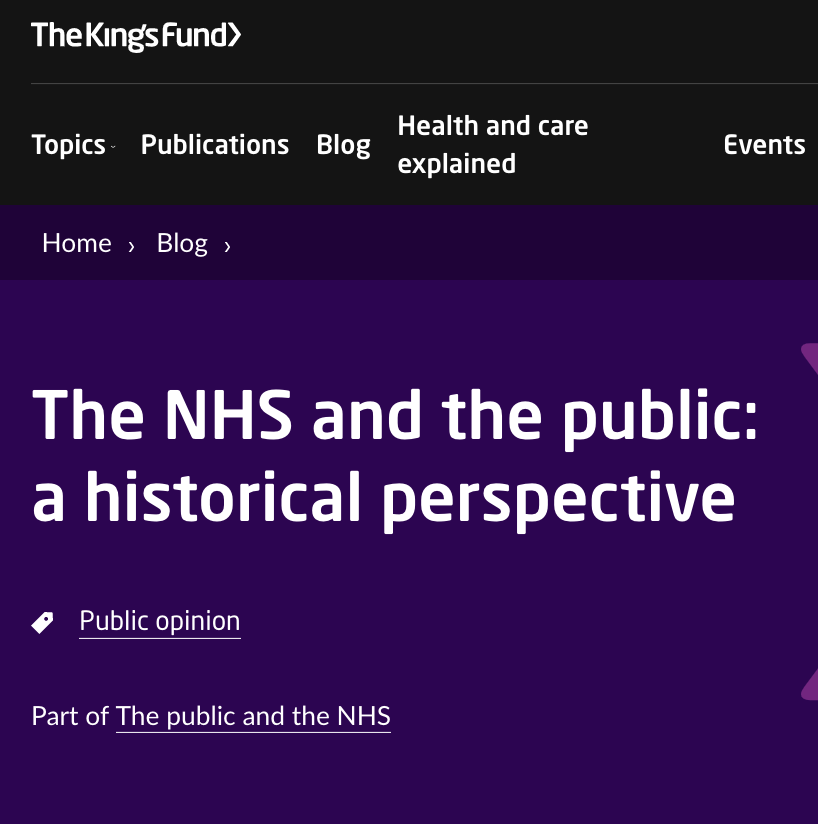 The King's Fund>
Topics Publications Blog Health and care explained Events
Home › Blog ›
The NHS and the public:
a historical perspective
Public opinion
Part of The public and the NHS